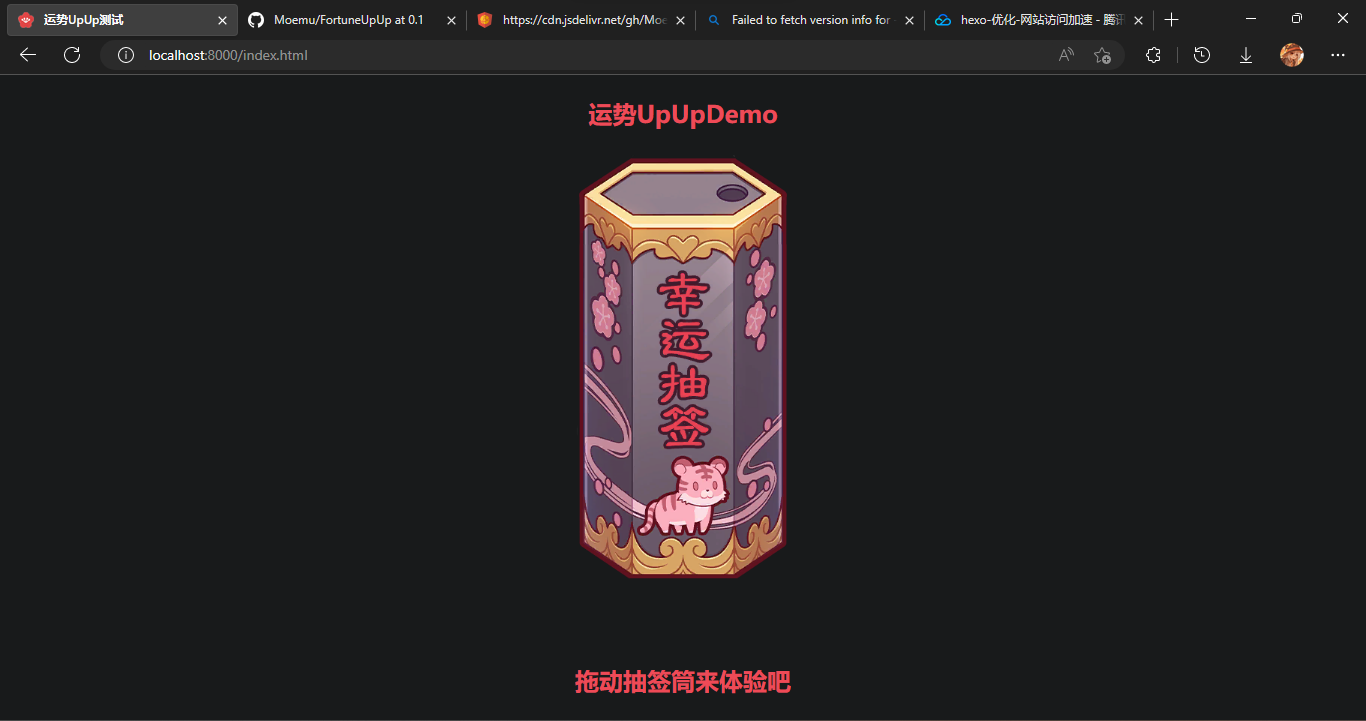 运势UpUp测试
Moemu/FortuneUpUp at 0.1
https://cdn.jsdelivr.net/gh/Moe
Failed to fetch version info for
hexo-优化-网站访问加速 - 腾讯
localhost:8000/index.html
运势UpUpDemo
幸
运
抽
签
拖动抽签筒来体验吧